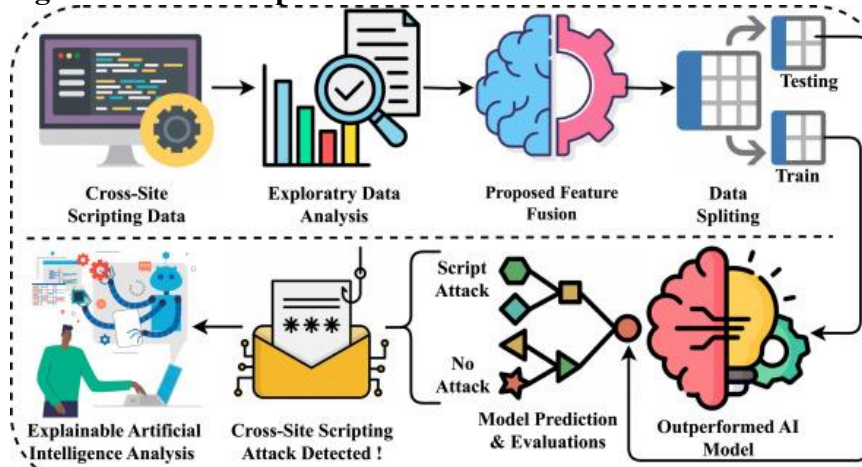 Testing
Train
Cross-Site
Scripting Data
Exploratry Data
Analysis
Proposed Feature
Fusion
Data
Spliting
Script
Attack
No
Attack
***
Explainable Artificial
Intelligence Analysis
Cross-Site Scripting
Attack Detected !
Model Prediction
& Evaluations
Outperformed AI
Model